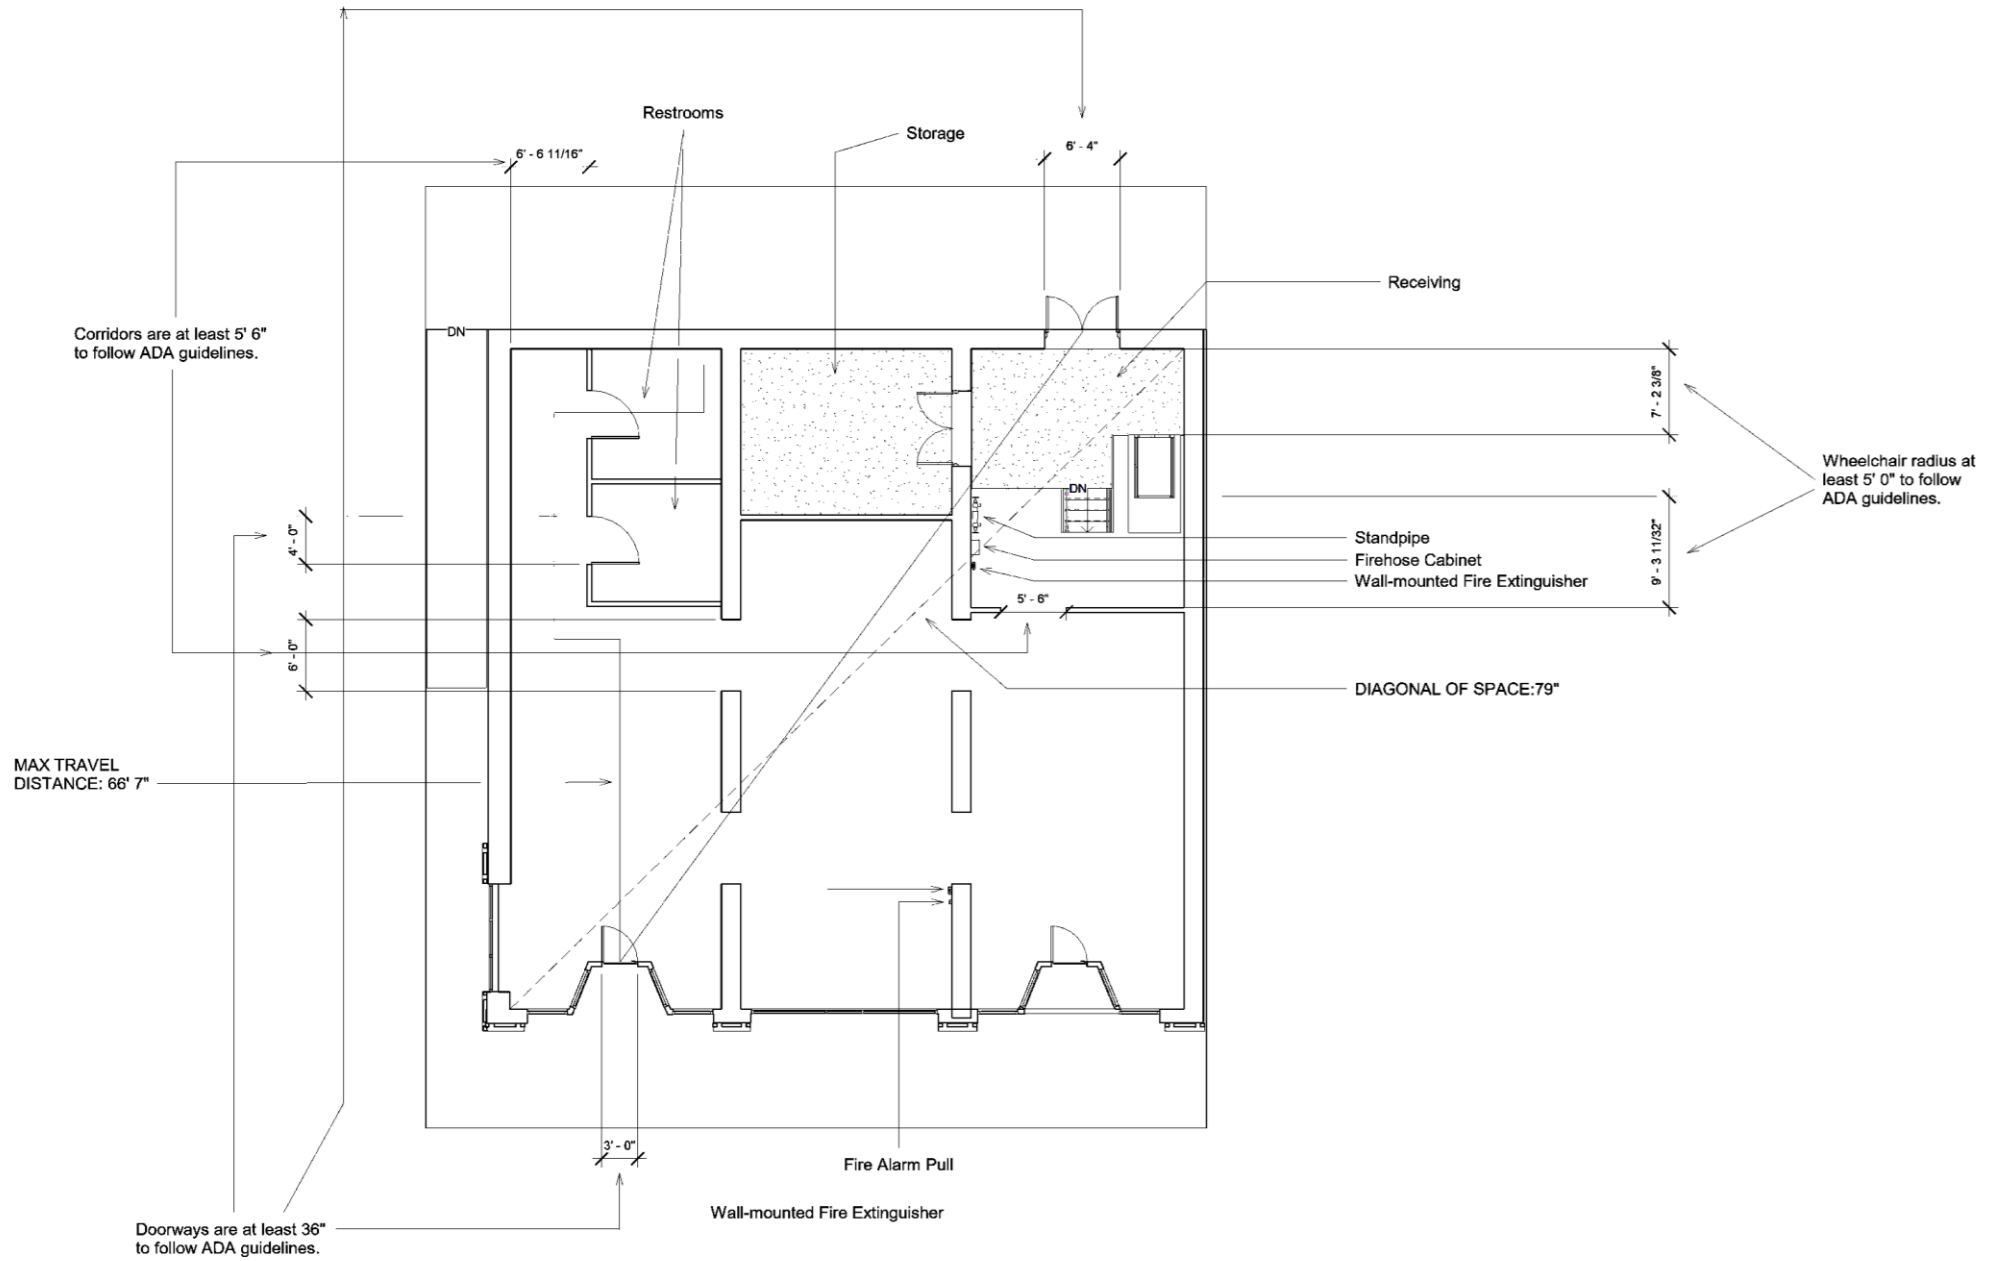 Restrooms
Storage
6' - 6 11/16"
6' - 4"
Receiving
Corridors are at least 5' 6"
to follow ADA guidelines.
DN
7' - 2 3/8"
Wheelchair radius at
least 5' 0" to follow
ADA guidelines.
DN
4' - 0"
Standpipe
Firehose Cabinet
Wall-mounted Fire Extinguisher
9' - 3 11/32"
5' - 6"
6' - 0"
DIAGONAL OF SPACE:79"
MAX TRAVEL
DISTANCE: 66' 7"
3' - 0"
Fire Alarm Pull
Wall-mounted Fire Extinguisher
Doorways are at least 36"
to follow ADA guidelines.